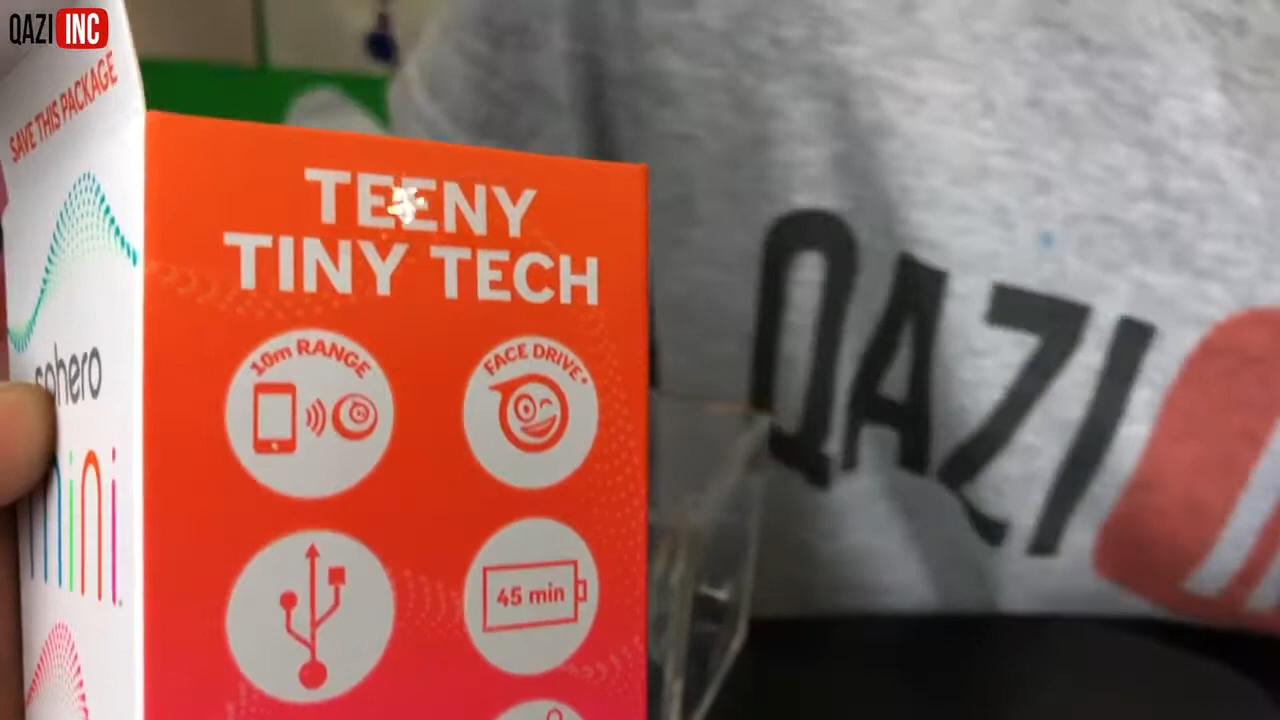 QAZI INC
SAVE THIS PACKAGE
TEENY
TINY TECH
10m RANGE
FACE DRIVE*
sphero
mini
45 min
QAZI